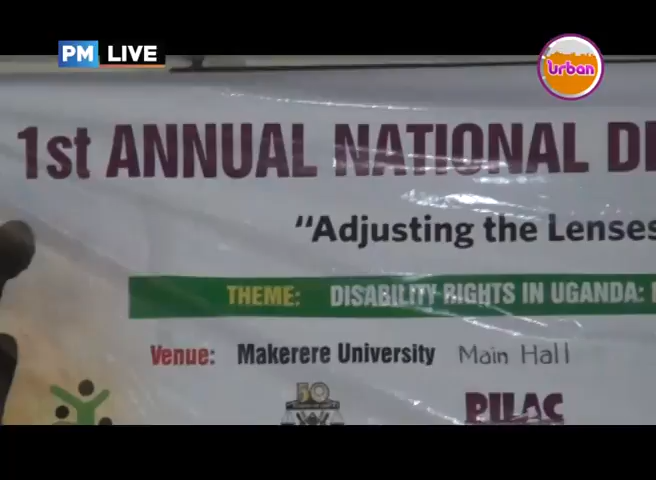 PM LIVE
Urban
1st ANNUAL NATIONAL DI
“Adjusting the Lenses
THEME: DISABILITY RIGHTS IN UGANDA:
Venue: Makerere University Main Hall
50
PILAC